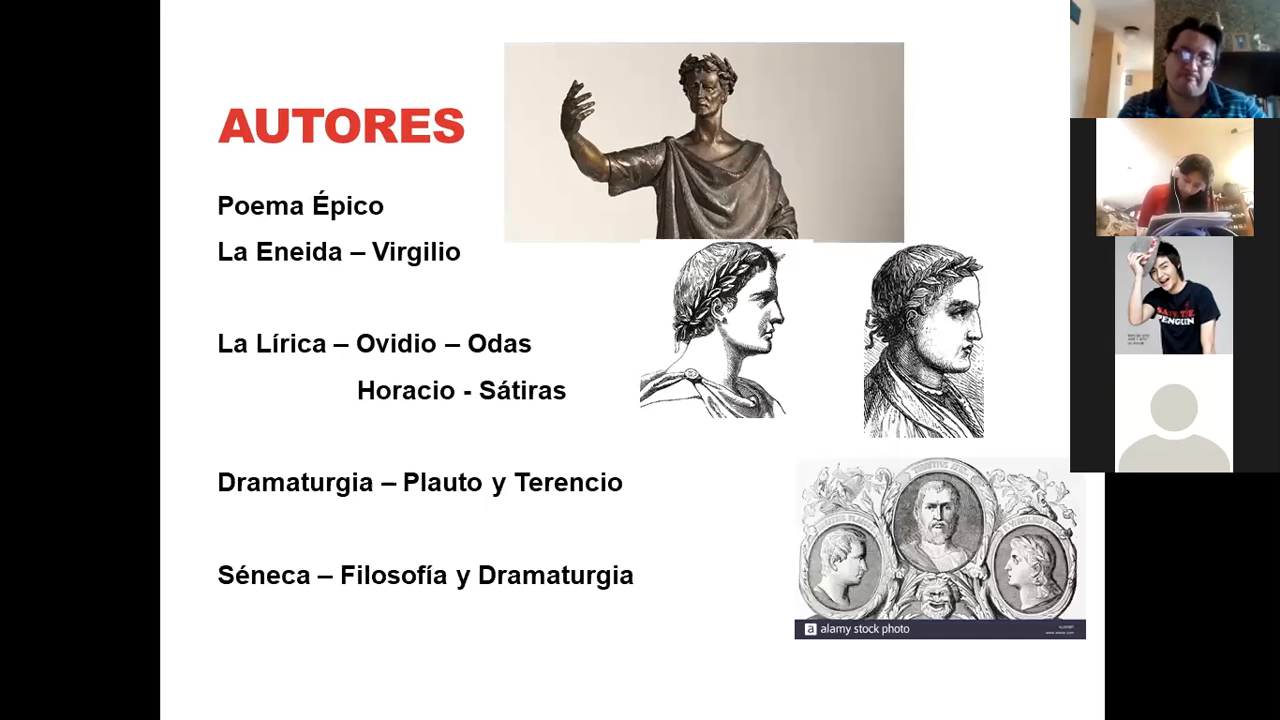 AUTORES
Poema Épico
La Eneida – Virgilio
La Lírica – Ovidio – Odas
Horacio - Sátiras
Dramaturgia – Plauto y Terencio
Séneca – Filosofía y Dramaturgia
PENGUIN
a alamy stock photo